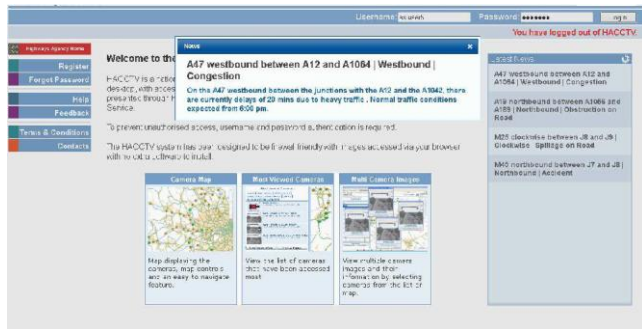 Username
Password
Log in
You have logged out of HACCTV.
Highways Agency Home
Register
Forgot Password
Help
Feedback
Terms & Conditions
Contacts
Welcome to the
HACCTV is a
desktop, with access
presented through
Service.
To prevent unauthorised access, username and password authentication is required.
The HACCTV system has been designed to be firewall friendly with images accessed via your browser
with no extra software to install.
News
x
A47 westbound between A12 and A1064 | Westbound |
Congestion
On the A47 westbound between the junctions with the A12 and the A1042, there
are currently delays of 20 mins due to heavy traffic . Normal traffic conditions
expected from 6:00 pm.
Latest News
A47 westbound between A12 and
A1064 | Westbound | Congestion
A19 northbound between A1086 and
| Northbound | Obstruction on
Road
M25 clockwise between J8 and J9 |
Clockwise | Spillage on Road
M40 northbound between J7 and J8 |
Northbound | Accident
Camera Map
Map displaying the
cameras, map controls
and an easy to navigate
feature.
Most Viewed Cameras
View the list of cameras
that have been accessed
most.
Multi Camera Images
View multiple camera
images and their
information by selecting
cameras from the list or
map.